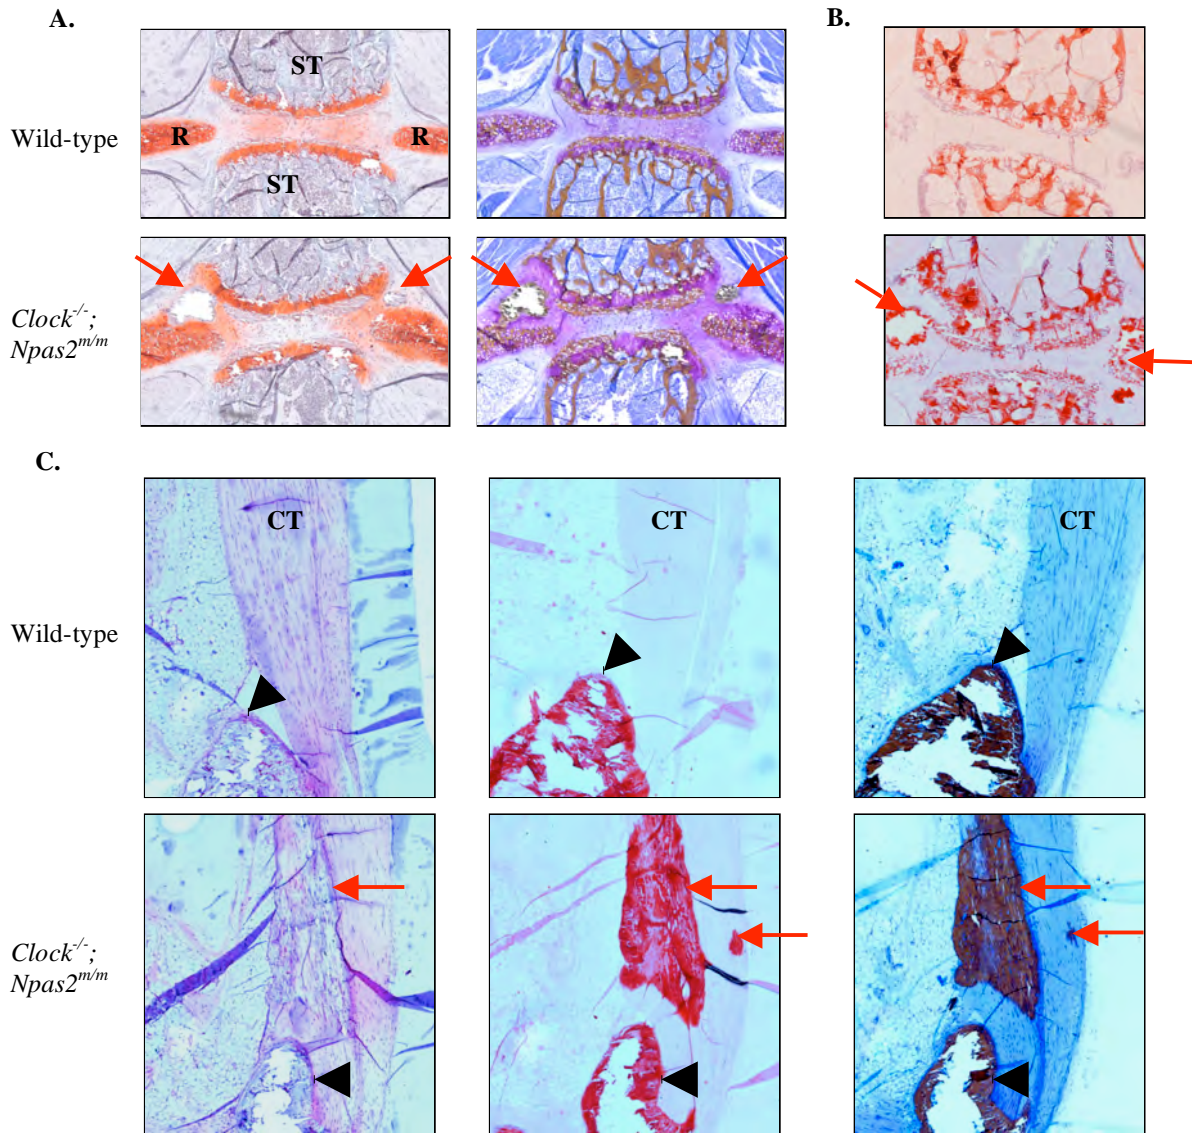 A.
B.
Wild-type
ST
R
R
ST
Clock-/-;
Npas2m/m
C.
Wild-type
CT
CT
CT
Clock-/-;
Npas2m/m